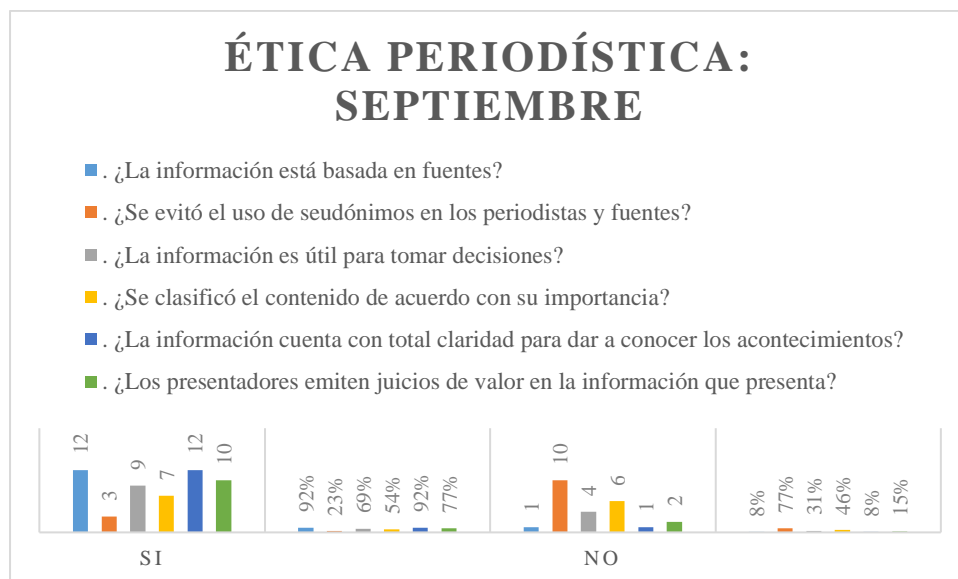 ÉTICA PERIODÍSTICA:
SEPTIEMBRE
. ¿La información está basada en fuentes?
. ¿Se evitó el uso de seudónimos en los periodistas y fuentes?
. ¿La información es útil para tomar decisiones?
. ¿Se clasificó el contenido de acuerdo con su importancia?
. ¿La información cuenta con total claridad para dar a conocer los acontecimientos?
. ¿Los presentadores emiten juicios de valor en la información que presenta?
12 3 9 7 12 10 92% 23% 69% 54% 92% 77% 1 10 4 6 1 2 8% 77% 31% 46% 8% 15%
SI NO